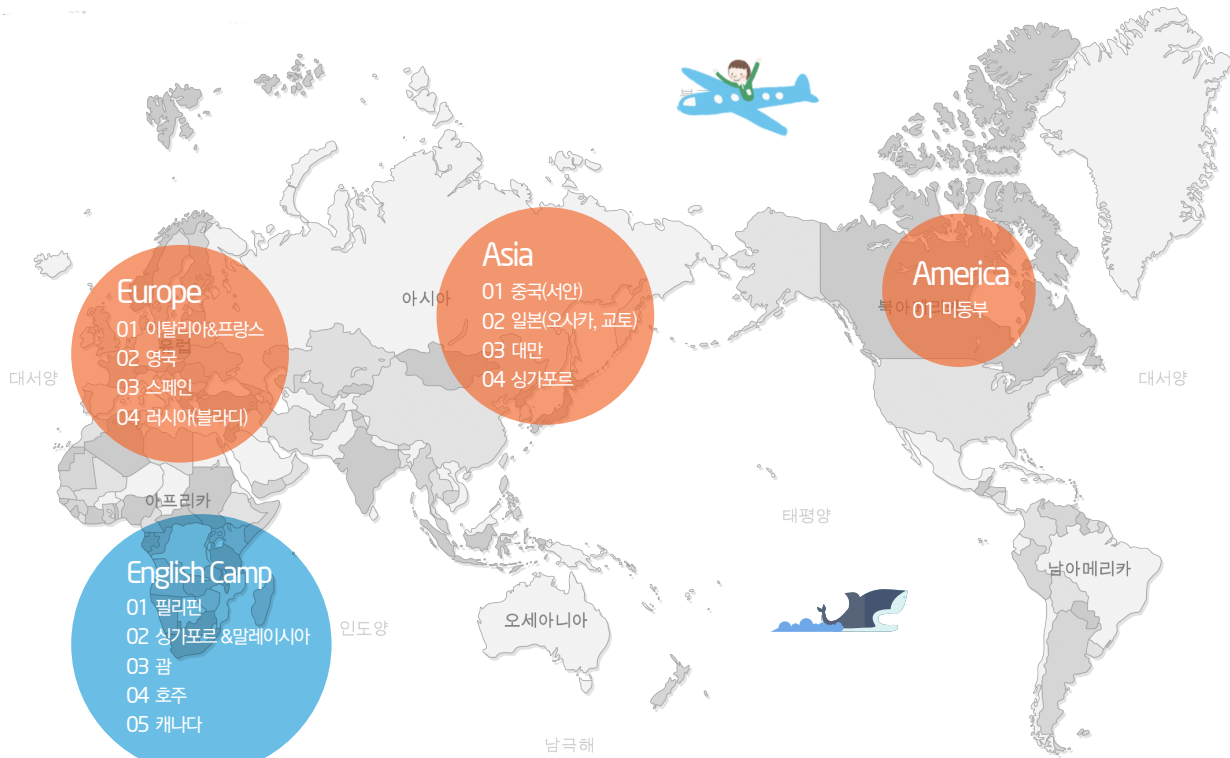 Europe
01 이탈리아&프랑스
02 영국
03 스페인
04 러시아(블라디)
Asia
01 중국(서안)
02 일본(오사카, 교토)
03 대만
04 싱가포르
America
01 미동부
English Camp
01 필리핀
02 싱가포르 &말레이시아
03 괌
04 호주
05 캐나다
아시아
유럽
대서양
대서양
아프리카
태평양
남아메리카
인도양
오세아니아
남극해